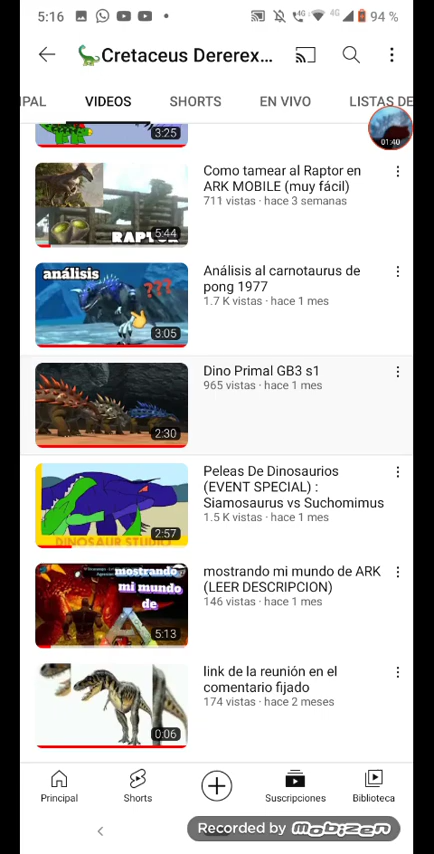 5:16
4G
4G
94 %
🦕Cretaceus Dererex...
IPAL VIDEOS SHORTS EN VIVO LISTAS DE
01:40
3:25
Como tamear al Raptor en
ARK MOBILE (muy fácil)
711 vistas · hace 3 semanas
RAPTOR
5:44
Análisis al carnotaurus de
pong 1977
1.7 K vistas · hace 1 mes
análisis
???
3:05
Dino Primal GB3 s1
965 vistas · hace 1 mes
2:30
Peleas De Dinosaurios
(EVENT SPECIAL) :
Siamosaurus vs Suchomimus
1.5 K vistas · hace 1 mes
2:57
DINOSAUR STUDIO
mostrando mi mundo de ARK
(LEER DESCRIPCION)
146 vistas · hace 1 mes
mostrando
mi mundo
de
5:13
link de la reunión en el
comentario fijado
174 vistas · hace 2 meses
0:06
Principal Shorts Suscripciones Biblioteca
Recorded by mobizen